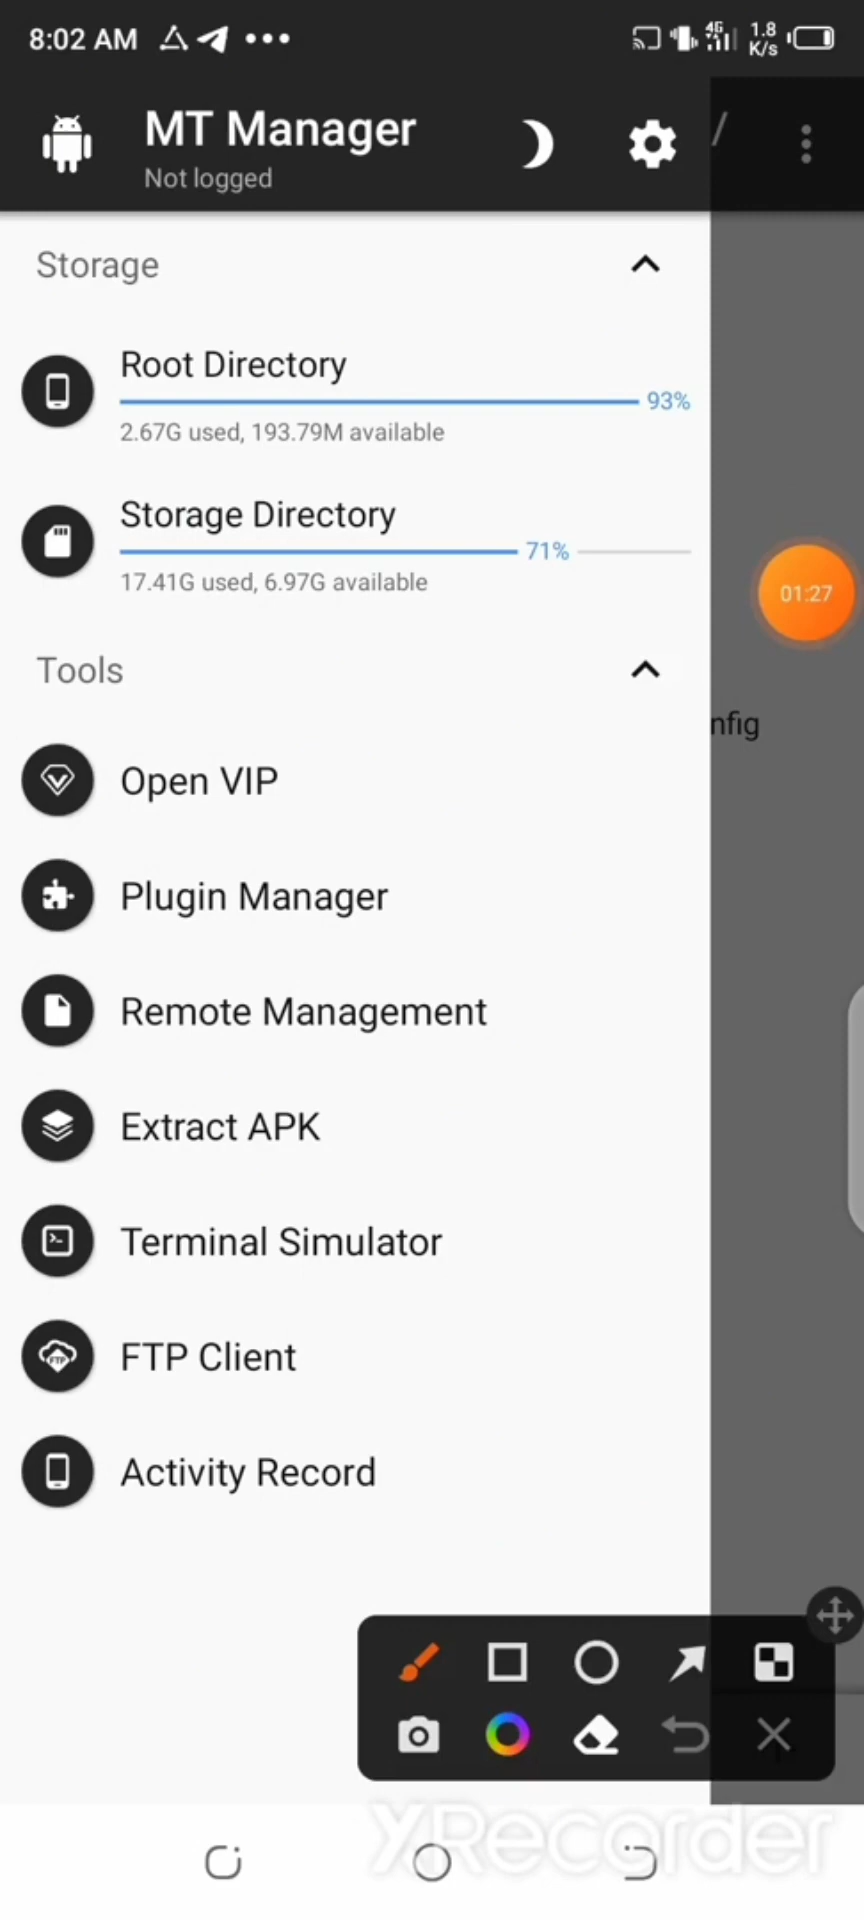 8:02 AM
4G
1.8
K/s
MT Manager
Not logged
/
Storage
Root Directory
93%
2.67G used, 193.79M available
Storage Directory
71%
17.41G used, 6.97G available
01:27
Tools
nfig
Open VIP
Plugin Manager
Remote Management
Extract APK
Terminal Simulator
FTP
FTP Client
Activity Record
XRecorder